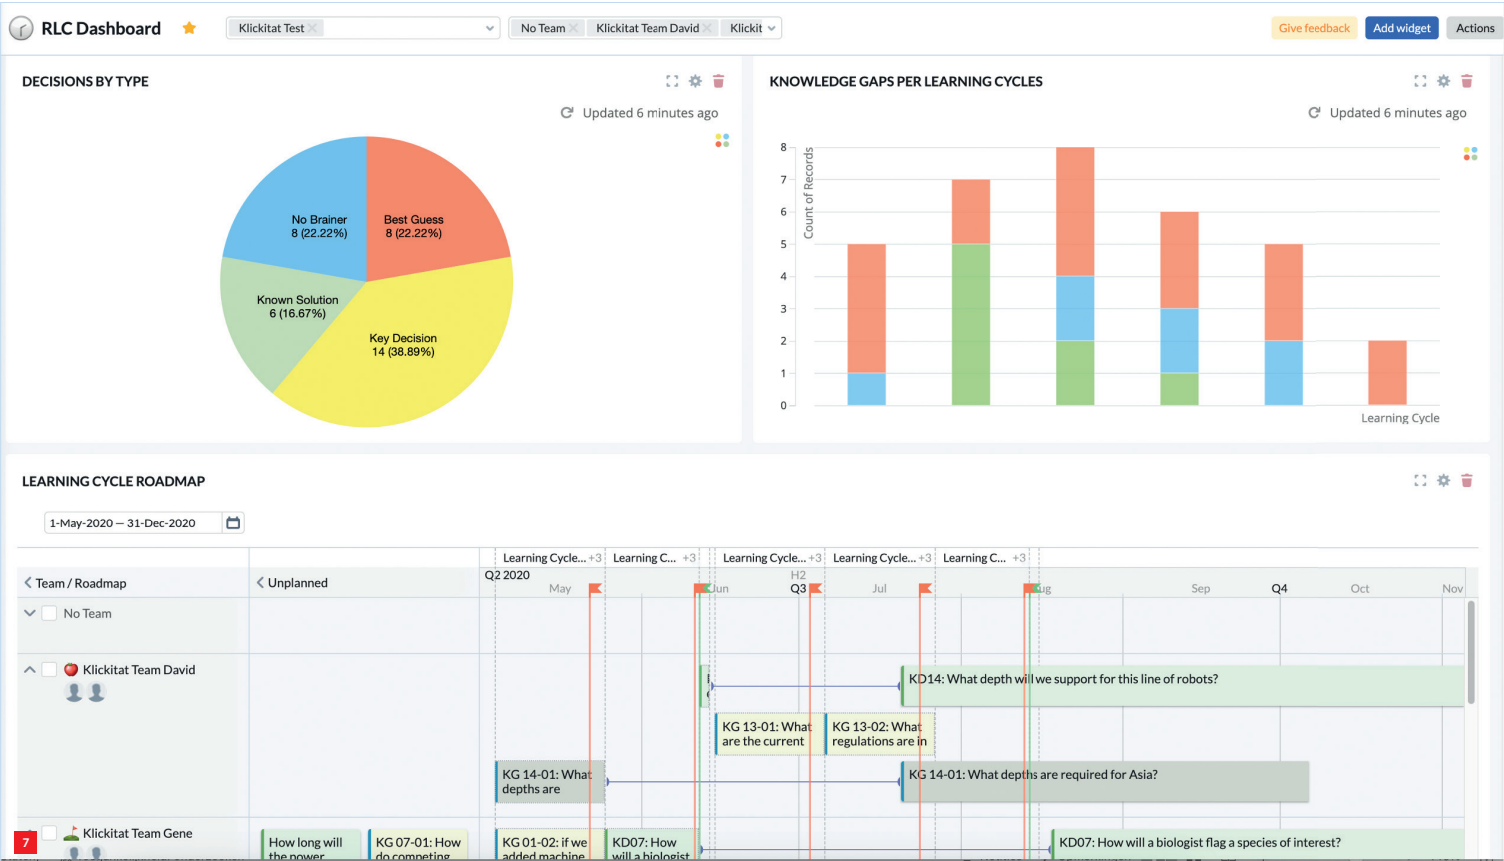 RLC Dashboard
Klickitat Test
No Team
Klickitat Team David
Klickit
Give feedback
Add widget
Actions
DECISIONS BY TYPE
Updated 6 minutes ago
No Brainer
8 (22.22%)
Best Guess
8 (22.22%)
Known Solution
6 (16.67%)
Key Decision
14 (38.89%)
KNOWLEDGE GAPS PER LEARNING CYCLES
Updated 6 minutes ago
Count of Records
8
7
6
5
4
3
2
1
0
Learning Cycle
LEARNING CYCLE ROADMAP
1-May-2020 — 31-Dec-2020
Learning Cycle... +3
Learning C... +3
Learning Cycle... +3
Learning Cycle... +3
Learning C... +3
Team / Roadmap
Unplanned
Q2 2020
H2
May
Jun
Q3
Jul
ug
Sep
Q4
Oct
Nov
No Team
Klickitat Team David
KD14: What depth will we support for this line of robots?
KG 13-01: What
are the current
KG 13-02: What
regulations are in
KG 14-01: What
depths are
KG 14-01: What depths are required for Asia?
Klickitat Team Gene
How long will
the power
KG 07-01: How
do competing
KG 01-02: if we
added machine
KD07: How
will a biologist
KD07: How will a biologist flag a species of interest?
7